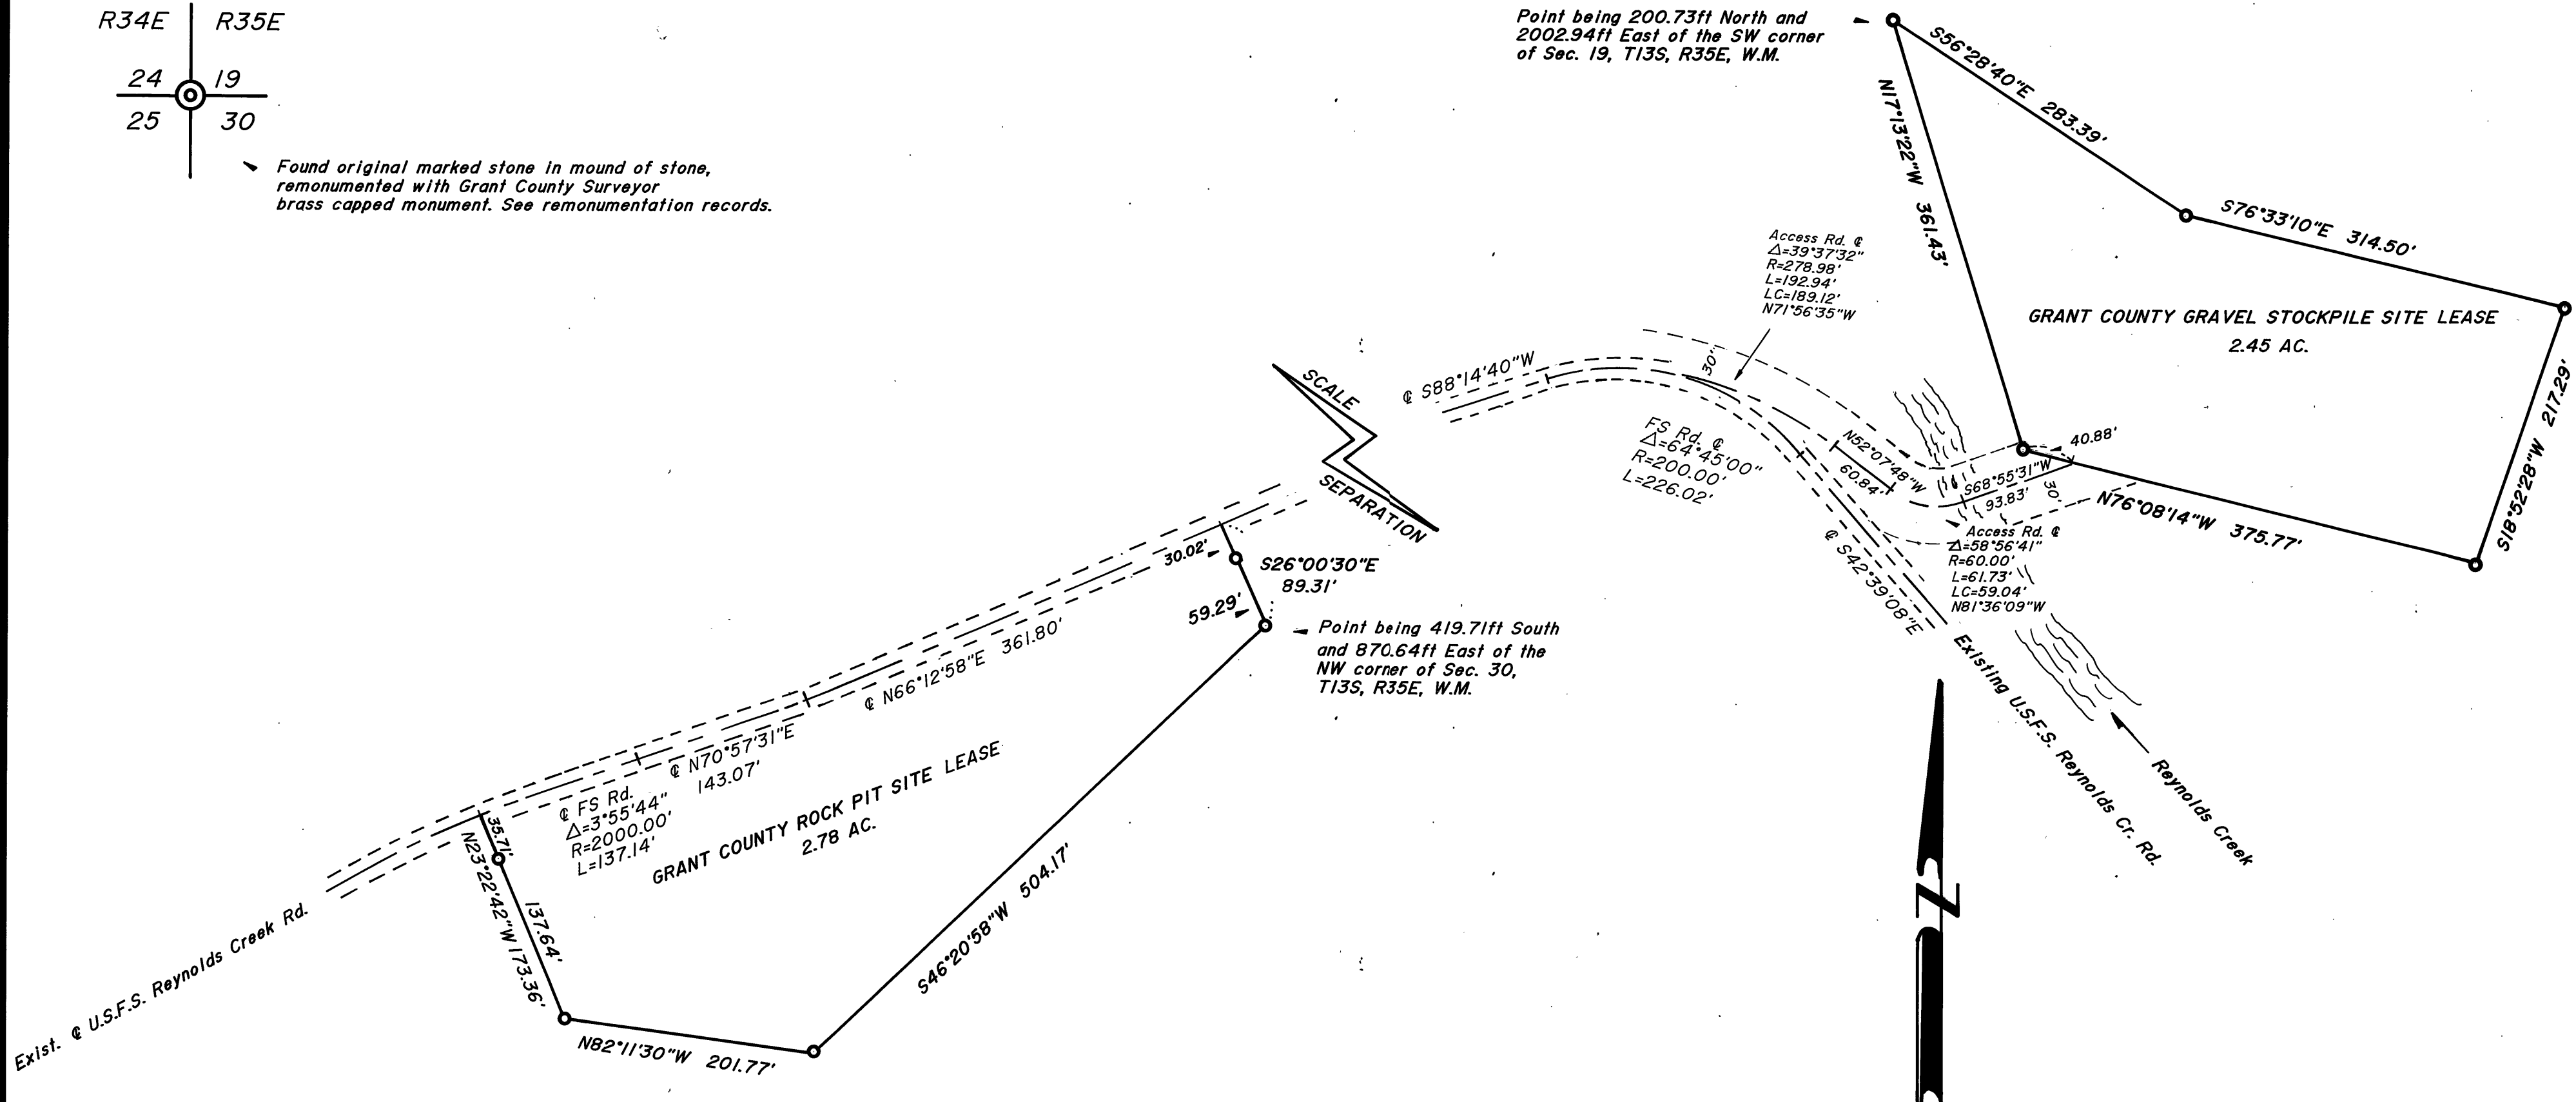 R34E R35E
24 19
25 30
Found original marked stone in mound of stone,
remonumented with Grant County Surveyor
brass capped monument. See remonumentation records.
Point being 200.73ft North and
2002.94ft East of the SW corner
of Sec. 19, T13S, R35E, W.M.
S56°28'40"E 283.39'
N17°13'22"W 361.43'
S76°33'10"E 314.50'
GRANT COUNTY GRAVEL STOCKPILE SITE LEASE
2.45 AC.
S18°52'28"W 217.29'
N76°08'14"W 375.77'
40.88'
Access Rd. ℄
Δ=39°37'32"
R=278.98'
L=192.94'
LC=189.12'
N71°56'35"W
30'
℄ S88°14'40"W
SCALE
SEPARATION
FS Rd. ℄
Δ=64°45'00"
R=200.00'
L=226.02'
N52°07'48"W
60.84'
S68°55'31"W
93.83'
30'
Access Rd. ℄
Δ=58°56'41"
R=60.00'
L=61.73'
LC=59.04'
N81°36'09"W
℄ S42°39'08"E
Existing U.S.F.S. Reynolds Cr. Rd.
Reynolds Creek
30.02'
S26°00'30"E
89.31'
59.29'
Point being 419.71ft South
and 870.64ft East of the
NW corner of Sec. 30,
T13S, R35E, W.M.
℄ N66°12'58"E 361.80'
℄ N70°57'31"E
143.07'
℄ FS Rd.
Δ=3°55'44"
R=2000.00'
L=137.14'
GRANT COUNTY ROCK PIT SITE LEASE
2.78 AC.
35.71'
N23°22'42"W 173.36'
137.64'
S46°20'58"W 504.17'
N82°11'30"W 201.77'
Exist. ℄ U.S.F.S. Reynolds Creek Rd.
N